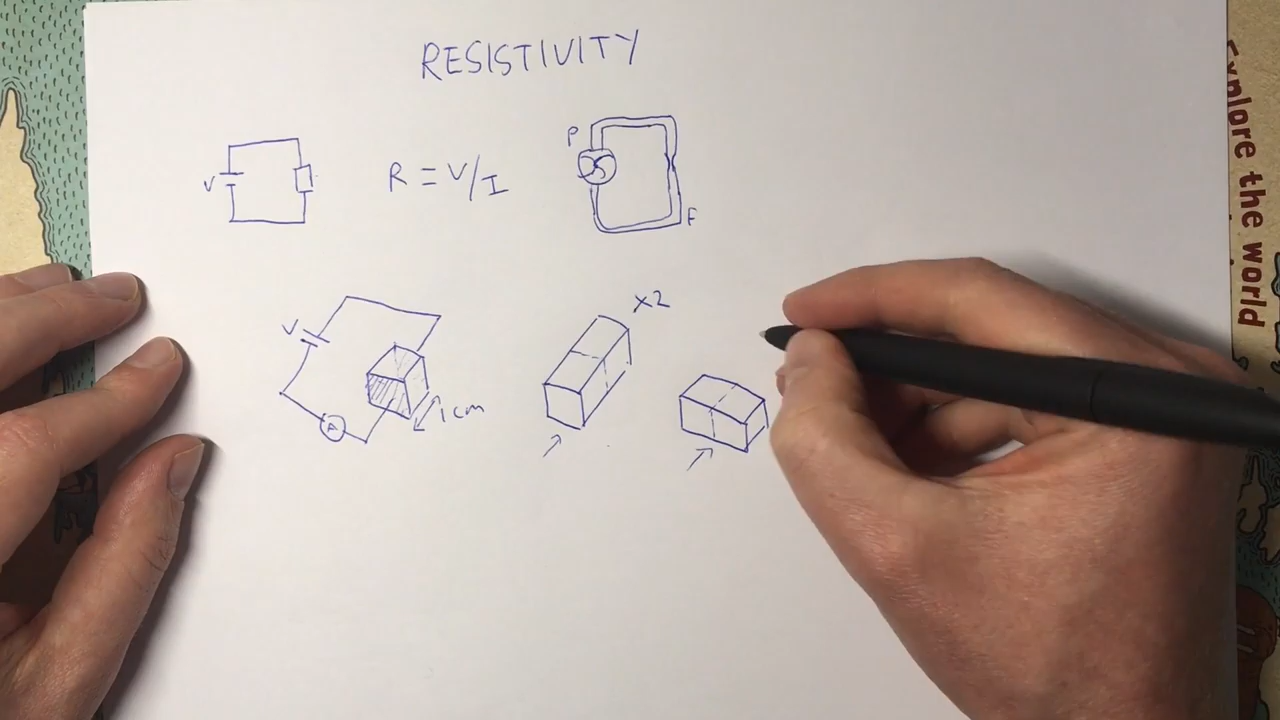 RESISTIVITY
P
V
R = V/I
F
x2
V
1cm
A
Explore the world